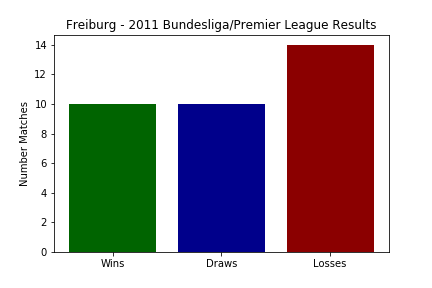 Freiburg - 2011 Bundesliga/Premier League Results
Number Matches
14
12
10
8
6
4
2
0
Wins Draws Losses